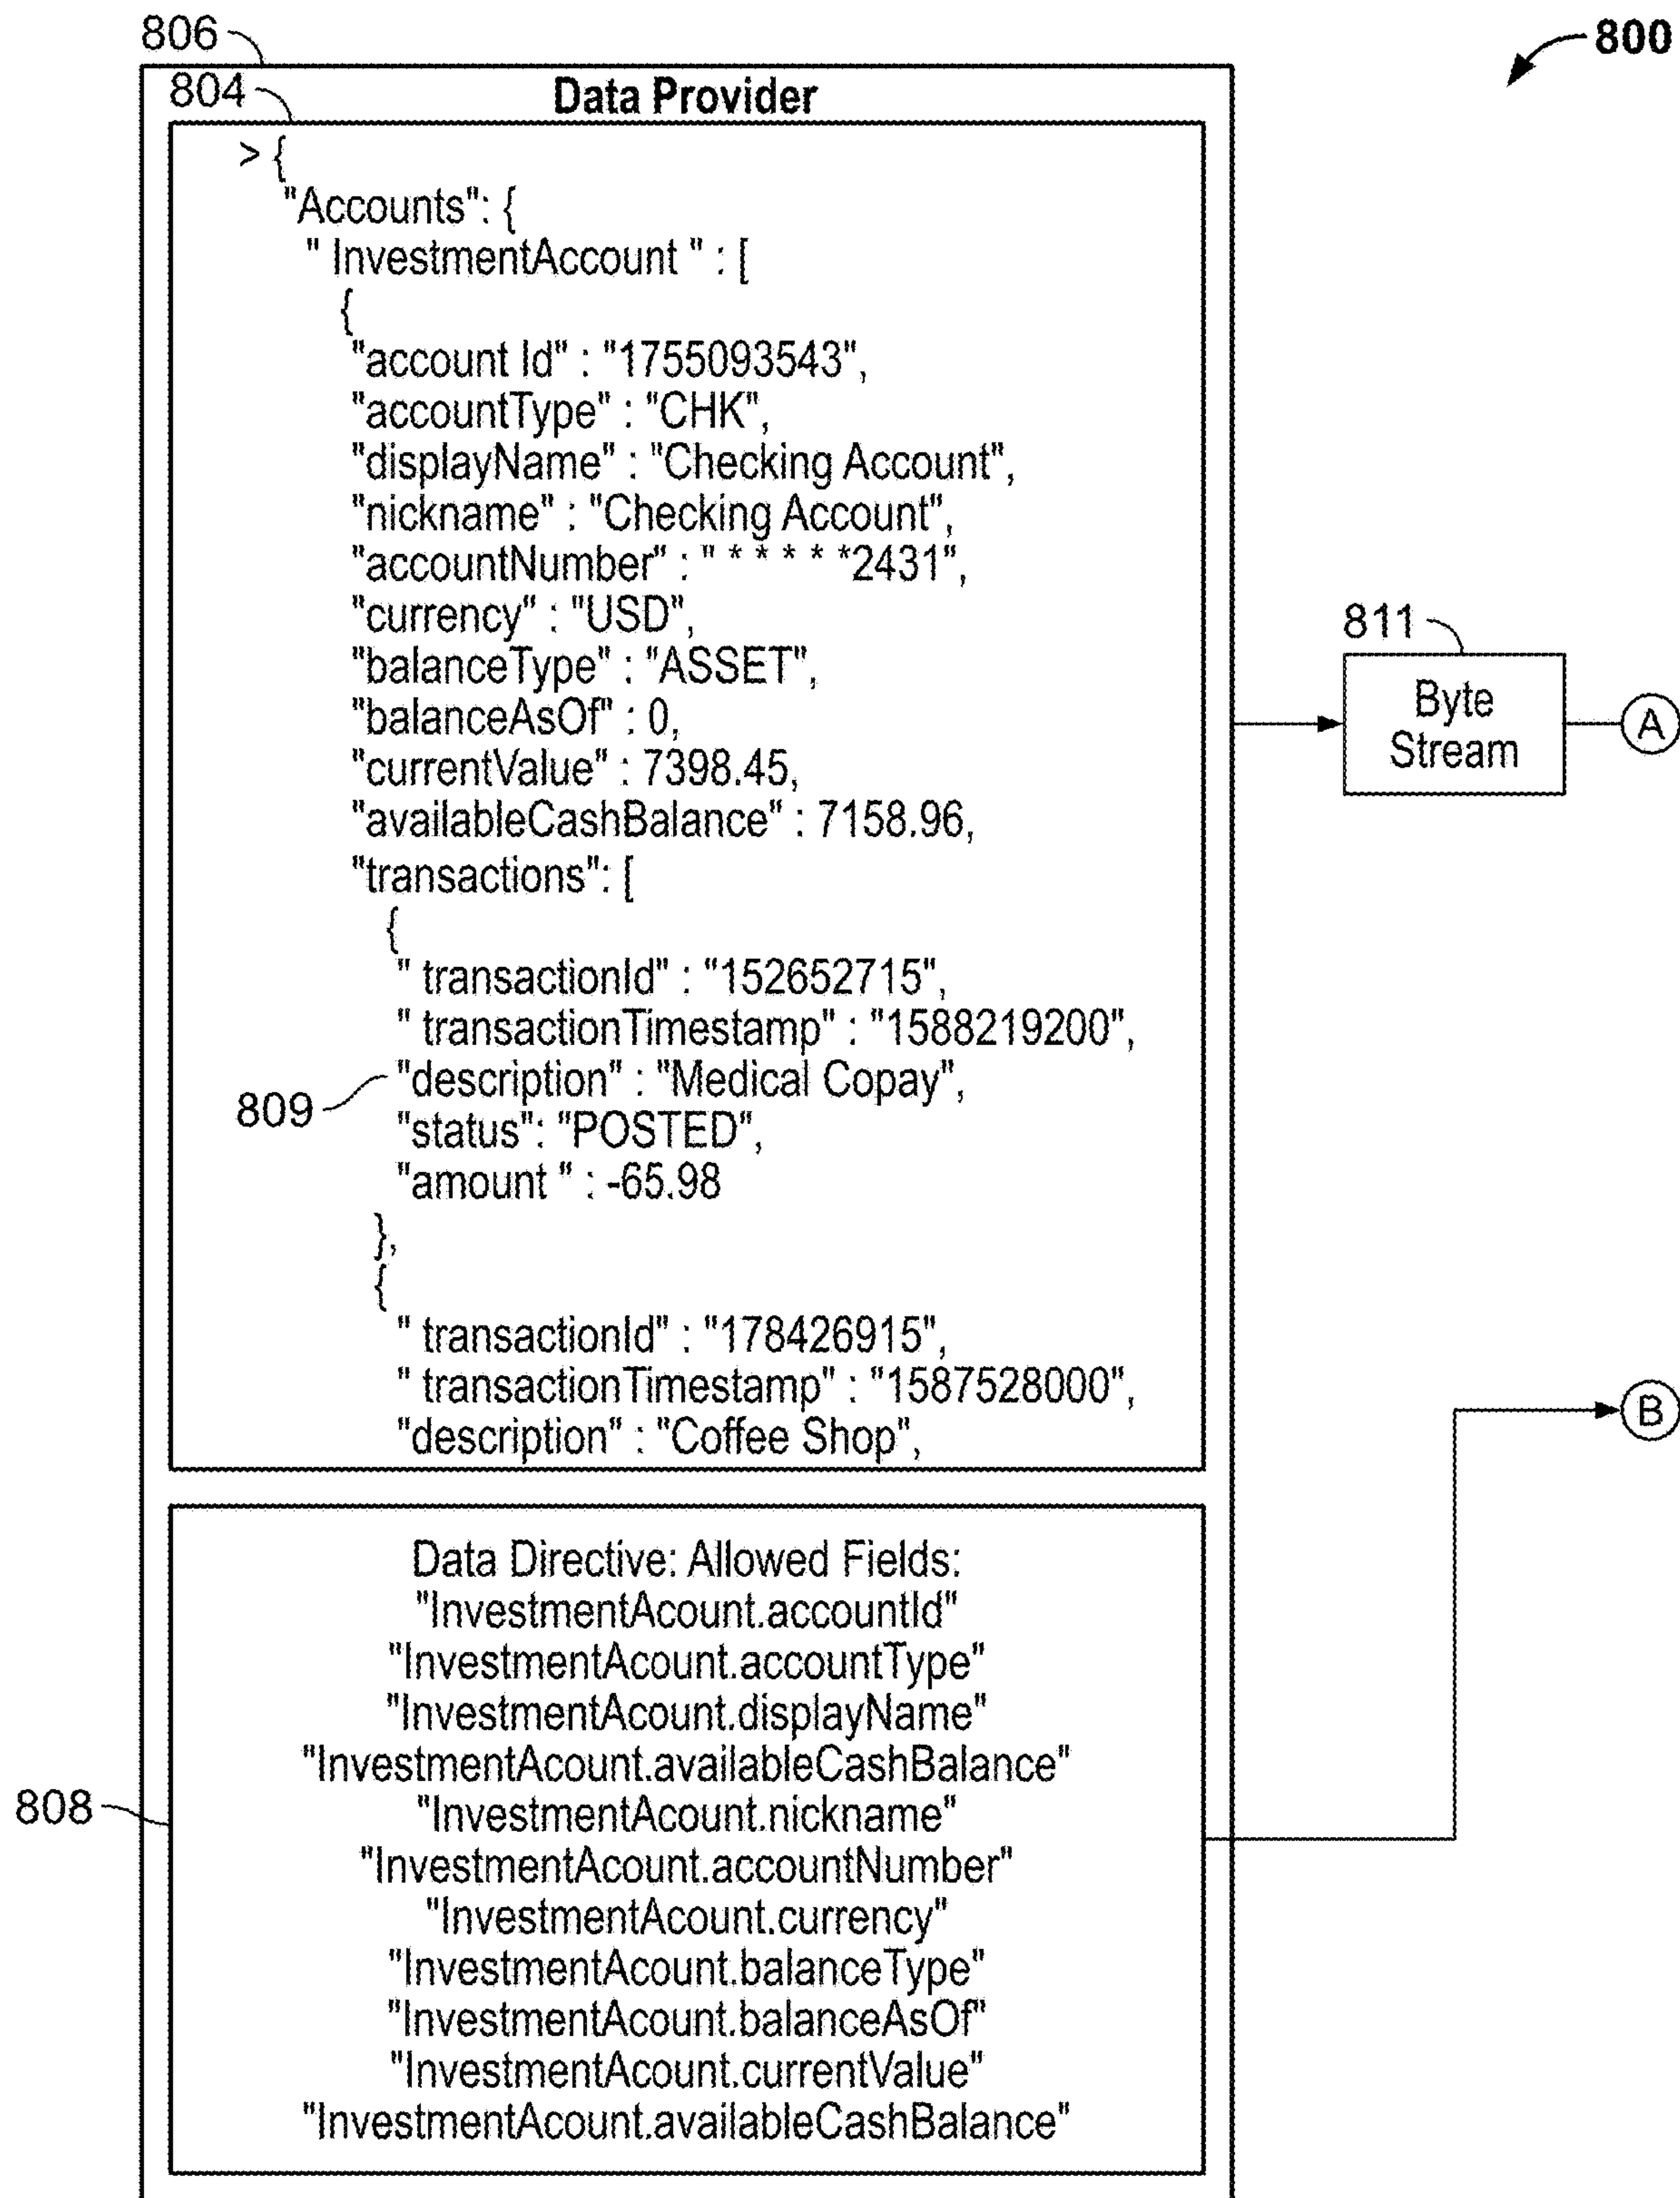 806
800
804
Data Provider
> {
"Accounts": {
" InvestmentAccount " : [
{
"account Id" : "1755093543",
"accountType" : "CHK",
"displayName" : "Checking Account",
"nickname" : "Checking Account",
"accountNumber" : " * * * * *2431",
"currency" : "USD",
"balanceType" : "ASSET",
"balanceAsOf" : 0,
"currentValue" : 7398.45,
"availableCashBalance" : 7158.96,
"transactions": [
{
" transactionId" : "152652715",
" transactionTimestamp" : "1588219200",
"description" : "Medical Copay",
809
"status": "POSTED",
"amount " : -65.98
},
{
" transactionId" : "178426915",
" transactionTimestamp" : "1587528000",
"description" : "Coffee Shop",
811
Byte
Stream
A
B
Data Directive: Allowed Fields:
"InvestmentAcount.accountId"
"InvestmentAcount.accountType"
"InvestmentAcount.displayName"
"InvestmentAcount.availableCashBalance"
808
"InvestmentAcount.nickname"
"InvestmentAcount.accountNumber"
"InvestmentAcount.currency"
"InvestmentAcount.balanceType"
"InvestmentAcount.balanceAsOf"
"InvestmentAcount.currentValue"
"InvestmentAcount.availableCashBalance"